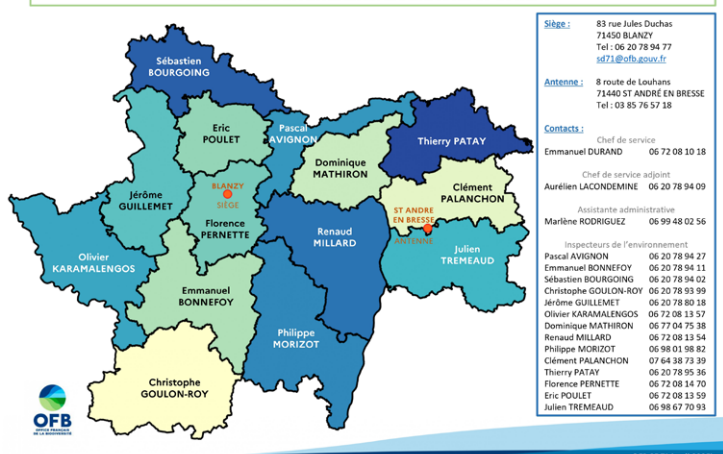 Sébastien
BOURGOING
Eric
POULET
Pascal
AVIGNON
Thierry PATAY
Dominique
MATHIRON
Jérôme
GUILLEMET
BLANZY
SIÈGE
Clément
PALANCHON
ST ANDRE
EN BRESSE
ANTENNE
Florence
PERNETTE
Renaud
MILLARD
Julien
TREMEAUD
Olivier
KARAMALENGOS
Emmanuel
BONNEFOY
Philippe
MORIZOT
Christophe
GOULON-ROY
OFB
OFFICE FRANÇAIS
DE LA BIODIVERSITÉ
Siège : 83 rue Jules Duchas
71450 BLANZY
Tel : 06 20 78 94 77
sd71@ofb.gouv.fr
Antenne : 8 route de Louhans
71440 ST ANDRÉ EN BRESSE
Tel : 03 85 76 57 18
Contacts :
Chef de service
Emmanuel DURAND 06 72 08 10 18
Chef de service adjoint
Aurélien LACONDEMINE 06 20 78 94 09
Assistante administrative
Marlène RODRIGUEZ 06 99 48 02 56
Inspecteurs de l'environnement
Pascal AVIGNON 06 20 78 94 27
Emmanuel BONNEFOY 06 20 78 94 11
Sébastien BOURGOING 06 20 78 94 02
Christophe GOULON-ROY 06 20 78 93 99
Jérôme GUILLEMET 06 20 78 80 18
Olivier KARAMALENGOS 06 72 08 13 57
Dominique MATHIRON 06 77 04 75 38
Renaud MILLARD 06 72 08 13 54
Philippe MORIZOT 06 98 01 98 82
Clément PALANCHON 07 64 38 73 39
Thierry PATAY 06 20 78 95 36
Florence PERNETTE 06 72 08 14 70
Eric POULET 06 72 08 13 59
Julien TREMEAUD 06 98 67 70 93